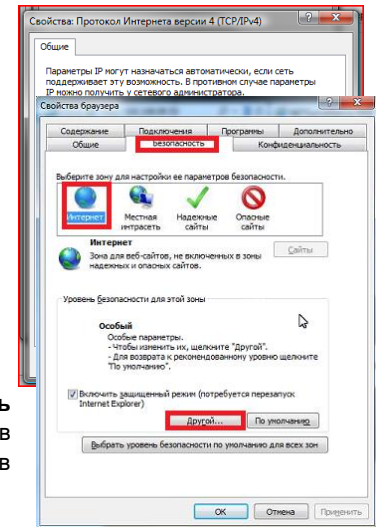 Свойства: Протокол Интернета версии 4 (TCP/IPv4)
Общие
Параметры IP могут назначаться автоматически, если сеть
поддерживает эту возможность. В противном случае параметры
IP можно получить у сетевого администратора.
Свойства браузера
Содержание Подключения Программы Дополнительно
Общие Безопасность Конфиденциальность
Выберите зону для настройки ее параметров безопасности.
Интернет Местная интрасеть Надежные сайты Опасные сайты
Интернет
Зона для веб-сайтов, не включенных в зоны
надежных и опасных сайтов.
Сайты
Уровень безопасности для этой зоны
Особый
Особые параметры.
- Чтобы изменить их, щелкните "Другой".
- Для возврата к рекомендованному уровню щелкните
"По умолчанию".
Включить защищенный режим (потребуется перезапуск
Internet Explorer)
Другой... По умолчанию
Выбрать уровень безопасности по умолчанию для всех зон
OK Отмена Применить
ь
в
в